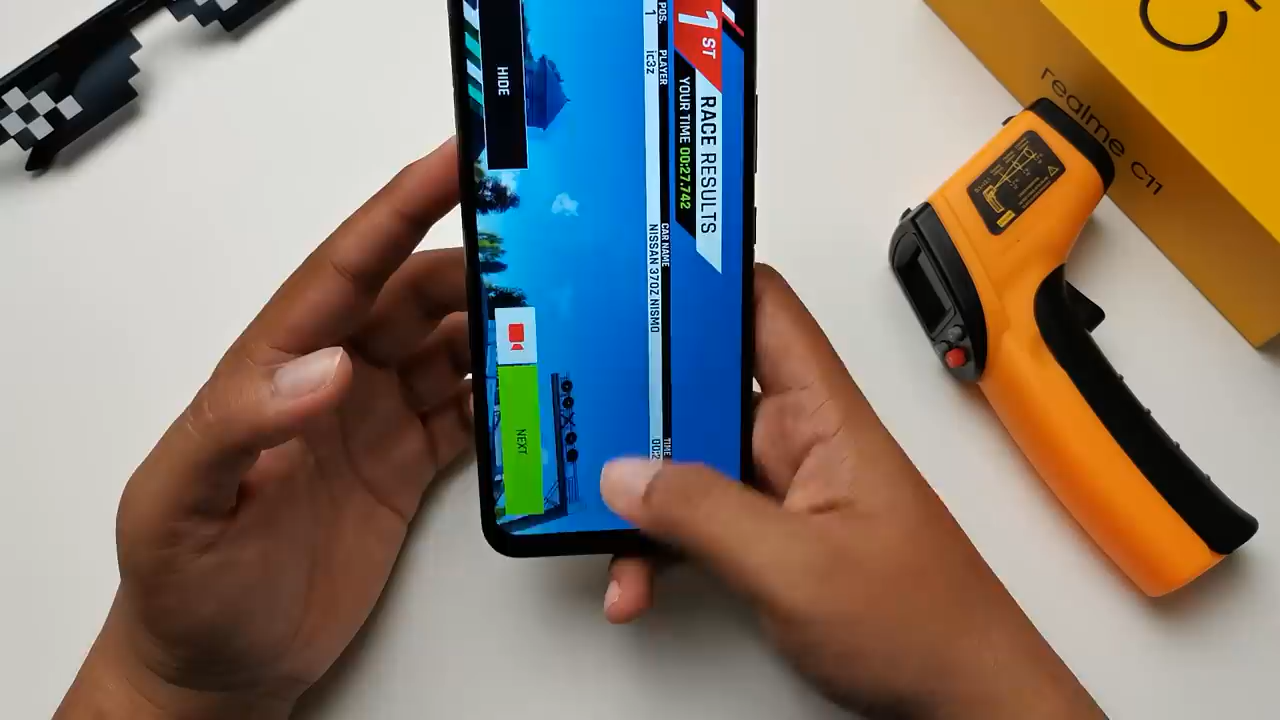 1ST
RACE RESULTS
YOUR TIME 00:27.742
POS. PLAYER CAR NAME TIME
1 ic3z NISSAN 370Z NISMO
HIDE
NEXT
realme C11